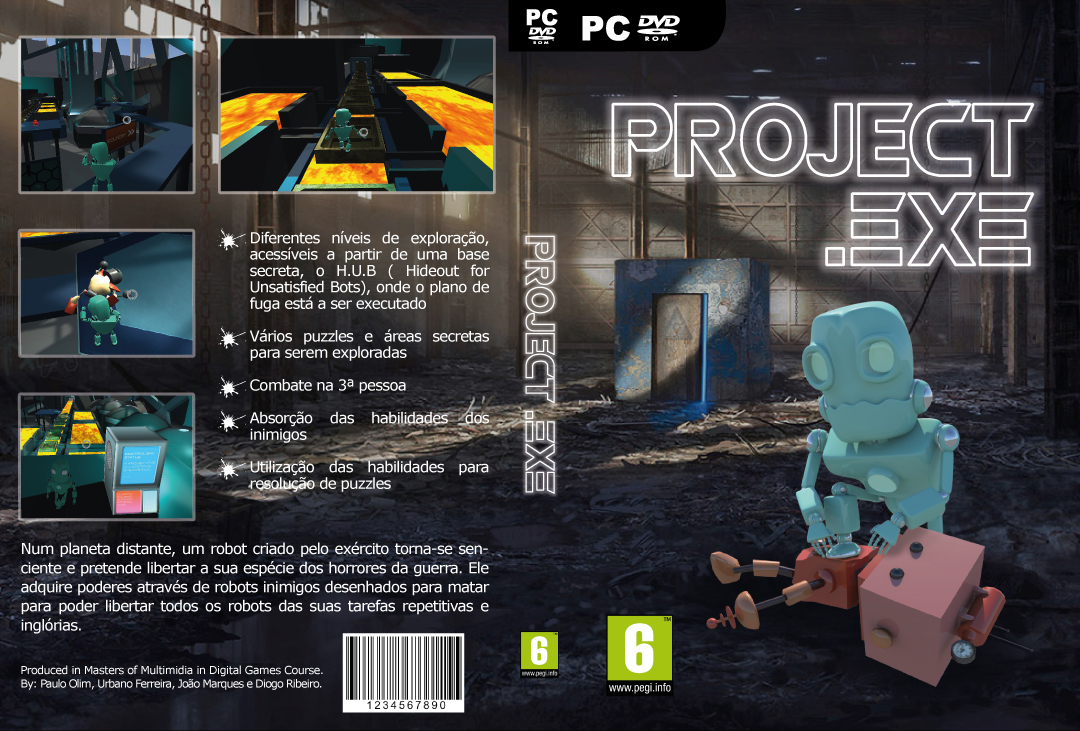 Diferentes níveis de exploração,
acessíveis a partir de uma base
secreta, o H.U.B ( Hideout for
Unsatisfied Bots), onde o plano de
fuga está a ser executado
Vários puzzles e áreas secretas
para serem exploradas
Combate na 3ª pessoa
Absorção das habilidades dos
inimigos
Utilização das habilidades para
resolução de puzzles
Num planeta distante, um robot criado pelo exército torna-se sen-
ciente e pretende libertar a sua espécie dos horrores da guerra. Ele
adquire poderes através de robots inimigos desenhados para matar
para poder libertar todos os robots das suas tarefas repetitivas e
inglórias.
Produced in Masters of Multimidia in Digital Games Course.
By: Paulo Olim, Urbano Ferreira, João Marques e Diogo Ribeiro.
1234567890
PC
DVD
ROM
PROJECT .EXE
6
www.pegi.info
PC DVD
ROM
PROJECT
.EXE
6
TM
www.pegi.info